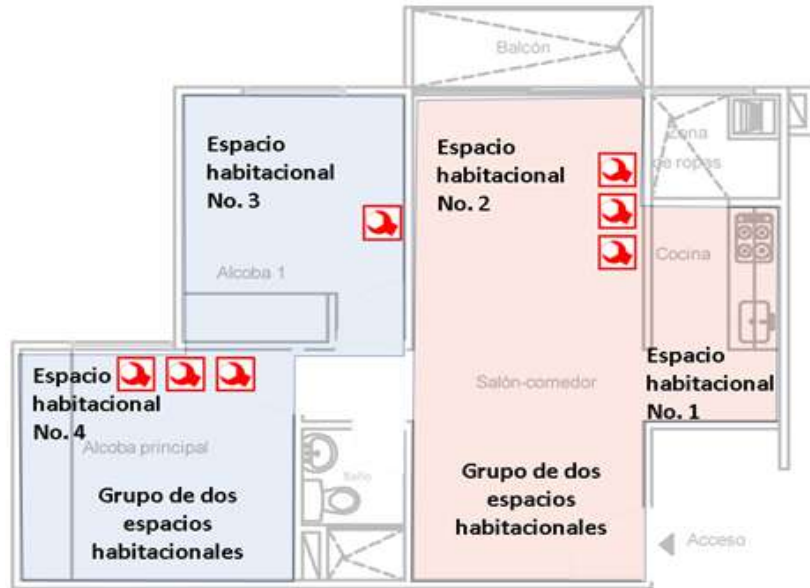 Balcón
Espacio
habitacional
No. 3
Espacio
habitacional
No. 2
Zona
de ropas
Alcoba 1
Cocina
Espacio
habitacional
No. 1
Salón-comedor
Espacio
habitacional
No. 4
Alcoba principal
Baño
Grupo de dos
espacios
habitacionales
Grupo de dos
espacios
habitacionales
Acceso